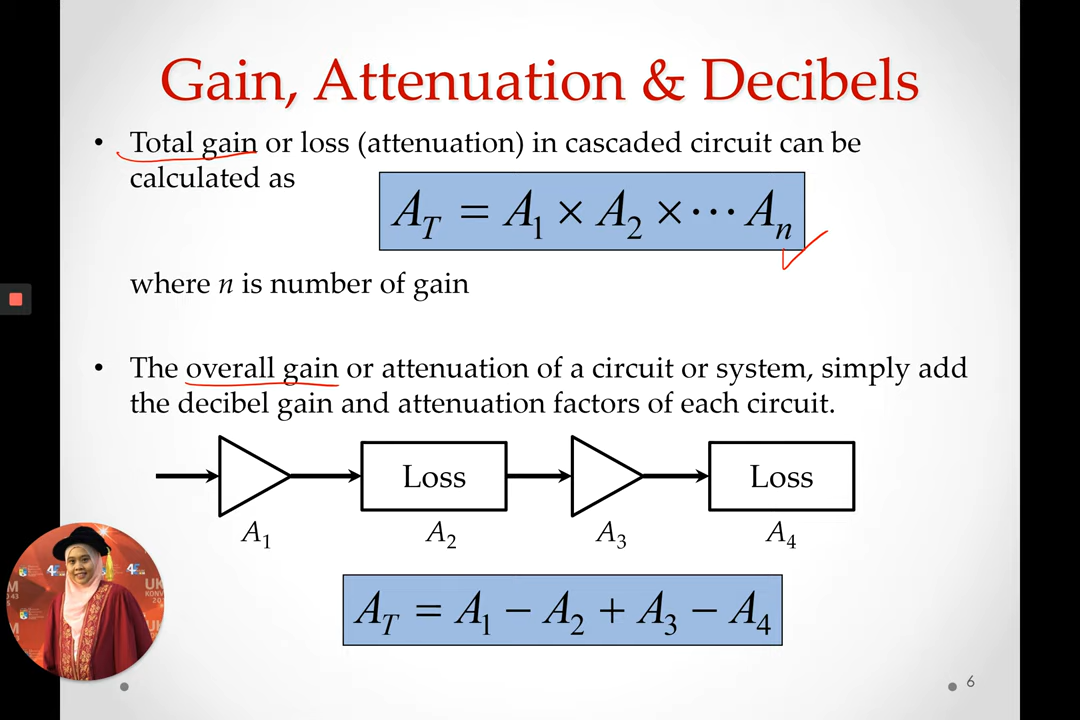 Gain, Attenuation & Decibels
• Total gain or loss (attenuation) in cascaded circuit can be
calculated as
A_T = A_1 × A_2 × ⋯ A_n
where n is number of gain
• The overall gain or attenuation of a circuit or system, simply add
the decibel gain and attenuation factors of each circuit.
Loss Loss
A_1 A_2 A_3 A_4
A_T = A_1 − A_2 + A_3 − A_4
6